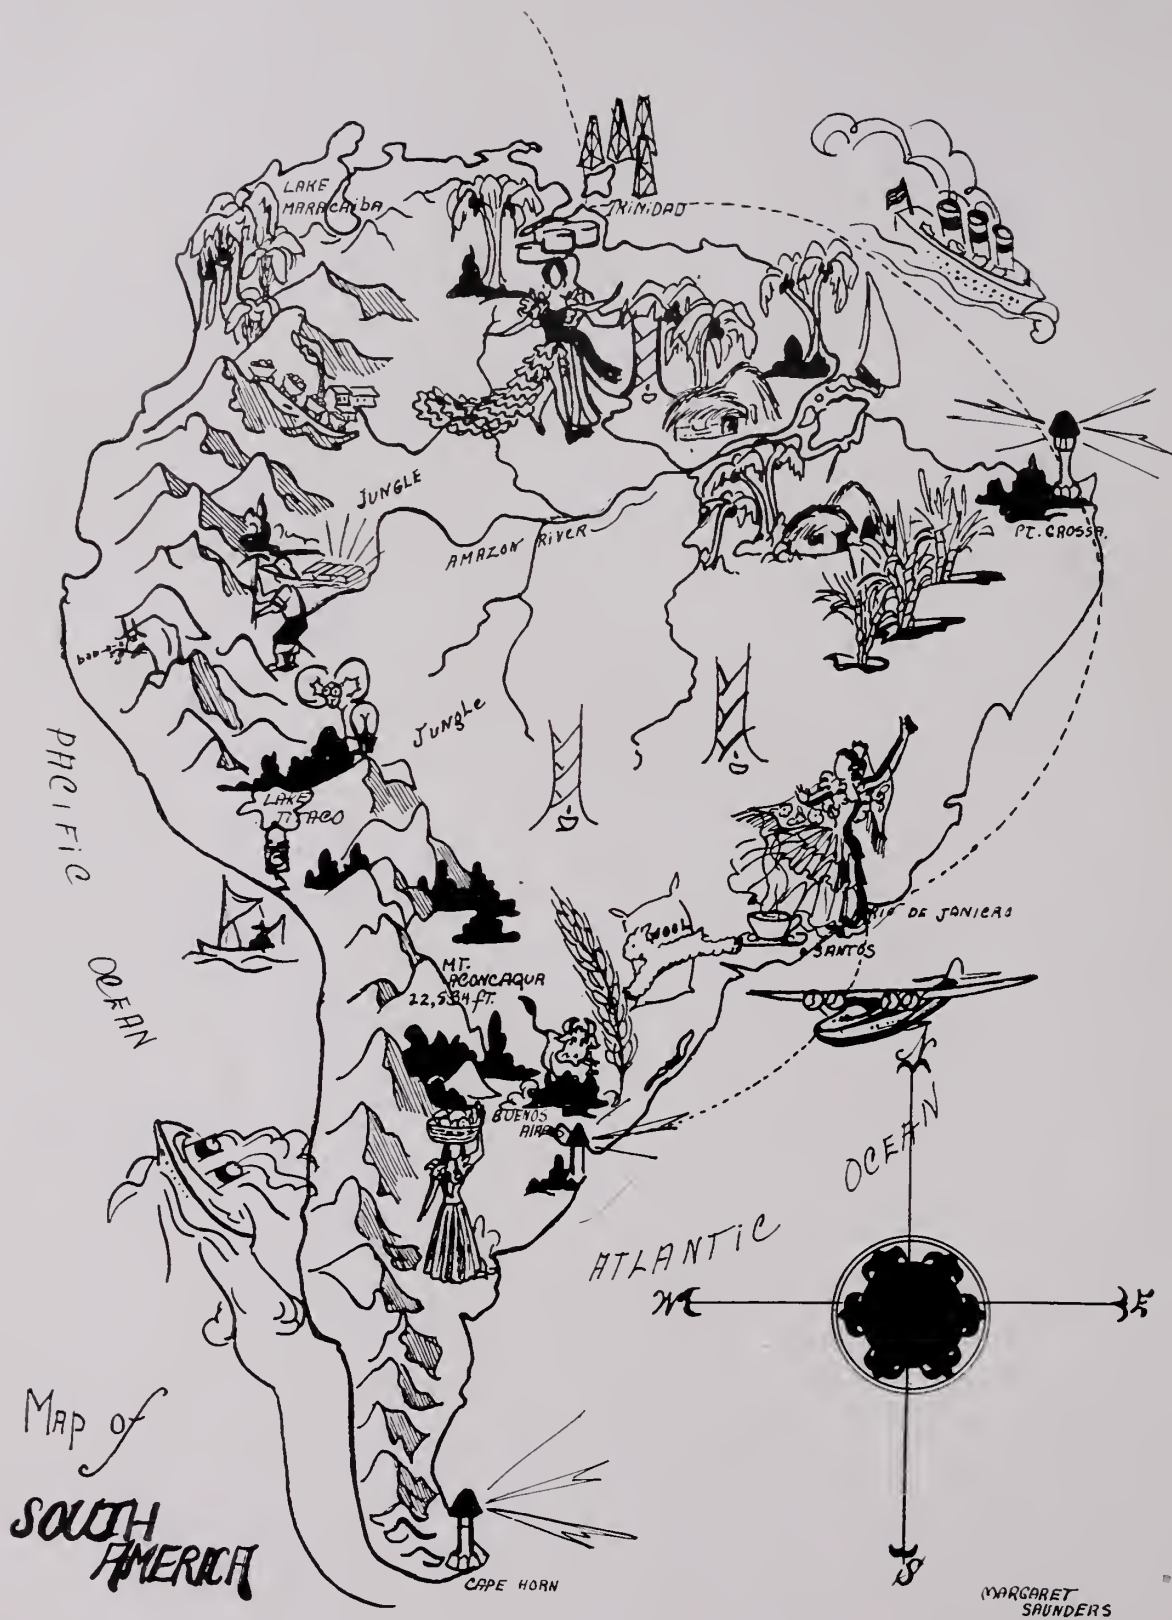 LAKE
MARACAIBA
TRINIDAD
JUNGLE
AMAZON RIVER
PT. GROSSA.
JUNGLE
PACIFIC
OCEAN
LAKE
TITACO
WOOL
RIO DE JANIERO
SANTOS
MT.
ACONCAQUA
22,834 FT.
BUENOS
AIRES
N
OCEAN
ATLANTIC
W
E
S
MAP of
SOUTH
AMERICA
CAPE HORN
MARGARET
SAUNDERS